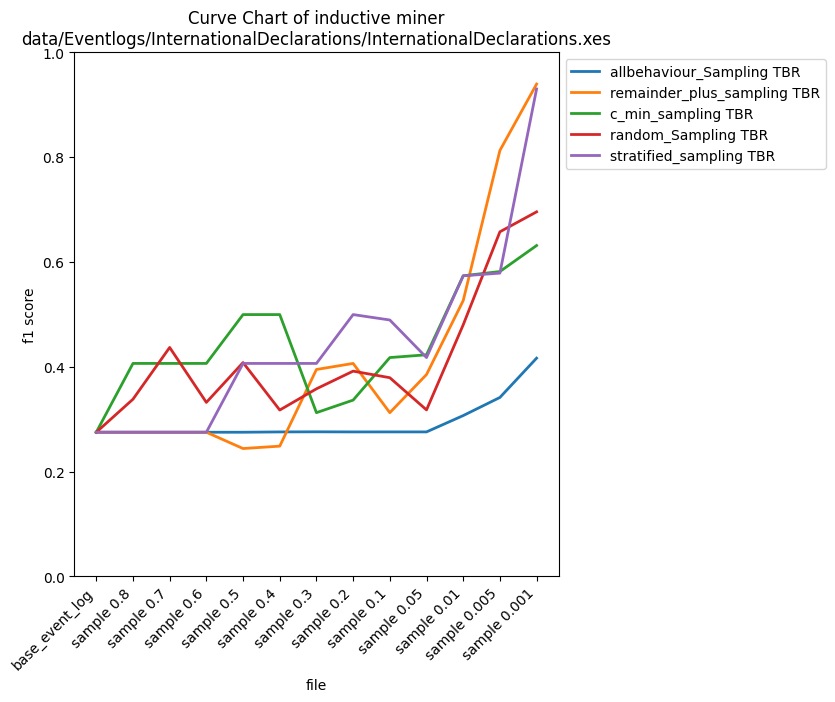 Curve Chart of inductive miner
data/Eventlogs/InternationalDeclarations/InternationalDeclarations.xes
allbehaviour_Sampling TBR
remainder_plus_sampling TBR
c_min_sampling TBR
random_Sampling TBR
stratified_sampling TBR
f1 score
1.0
0.8
0.6
0.4
0.2
0.0
base_event_log
sample 0.8
sample 0.7
sample 0.6
sample 0.5
sample 0.4
sample 0.3
sample 0.2
sample 0.1
sample 0.05
sample 0.01
sample 0.005
sample 0.001
file